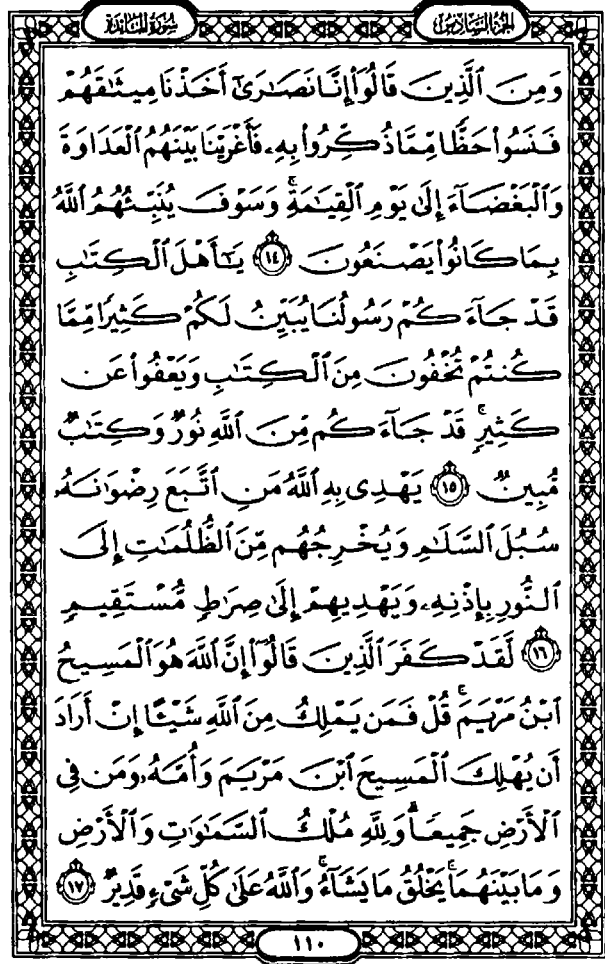 الجزء السادس
سورة المائدة
وَمِنَ ٱلَّذِينَ قَالُوٓا۟ إِنَّا نَصَٰرَىٰٓ أَخَذْنَا مِيثَٰقَهُمْ
فَنَسُوا۟ حَظًّا مِّمَّا ذُكِّرُوا۟ بِهِۦ فَأَغْرَيْنَا بَيْنَهُمُ ٱلْعَدَاوَةَ
وَٱلْبَغْضَآءَ إِلَىٰ يَوْمِ ٱلْقِيَٰمَةِ ۚ وَسَوْفَ يُنَبِّئُهُمُ ٱللَّهُ
بِمَا كَانُوا۟ يَصْنَعُونَ ١٤ يَٰٓأَهْلَ ٱلْكِتَٰبِ
قَدْ جَآءَكُمْ رَسُولُنَا يُبَيِّنُ لَكُمْ كَثِيرًا مِّمَّا
كُنتُمْ تُخْفُونَ مِنَ ٱلْكِتَٰبِ وَيَعْفُوا۟ عَن
كَثِيرٍ ۚ قَدْ جَآءَكُم مِّنَ ٱللَّهِ نُورٌ وَكِتَٰبٌ
مُّبِينٌ ١٥ يَهْدِى بِهِ ٱللَّهُ مَنِ ٱتَّبَعَ رِضْوَٰنَهُۥ
سُبُلَ ٱلسَّلَٰمِ وَيُخْرِجُهُم مِّنَ ٱلظُّلُمَٰتِ إِلَى
ٱلنُّورِ بِإِذْنِهِۦ وَيَهْدِيهِمْ إِلَىٰ صِرَٰطٍ مُّسْتَقِيمٍ
١٦ لَّقَدْ كَفَرَ ٱلَّذِينَ قَالُوٓا۟ إِنَّ ٱللَّهَ هُوَ ٱلْمَسِيحُ
ٱبْنُ مَرْيَمَ ۚ قُلْ فَمَن يَمْلِكُ مِنَ ٱللَّهِ شَيْـًٔا إِنْ أَرَادَ
أَن يُهْلِكَ ٱلْمَسِيحَ ٱبْنَ مَرْيَمَ وَأُمَّهُۥ وَمَن فِى
ٱلْأَرْضِ جَمِيعًا ۗ وَلِلَّهِ مُلْكُ ٱلسَّمَٰوَٰتِ وَٱلْأَرْضِ
وَمَا بَيْنَهُمَا ۚ يَخْلُقُ مَا يَشَآءُ ۚ وَٱللَّهُ عَلَىٰ كُلِّ شَىْءٍ قَدِيرٌ ١٧
١١٠